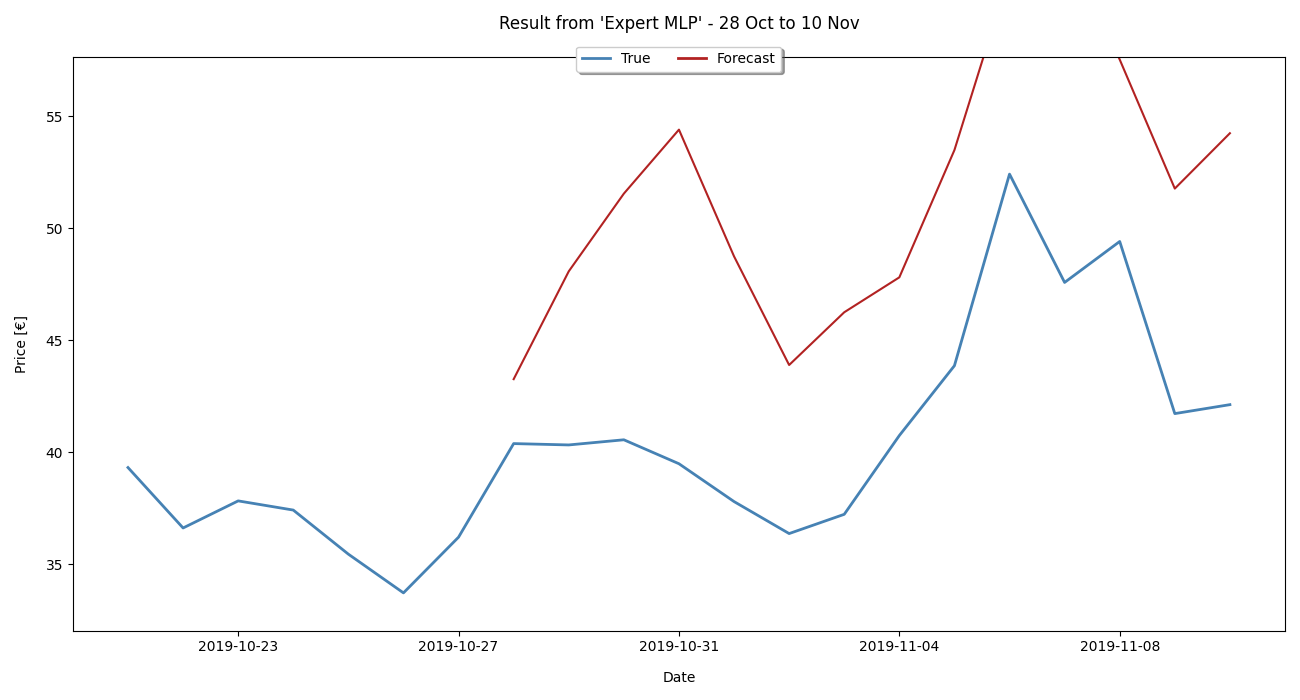 Result from 'Expert MLP' - 28 Oct to 10 Nov
True Forecast
55
50
45
40
35
Price [€]
2019-10-23 2019-10-27 2019-10-31 2019-11-04 2019-11-08
Date